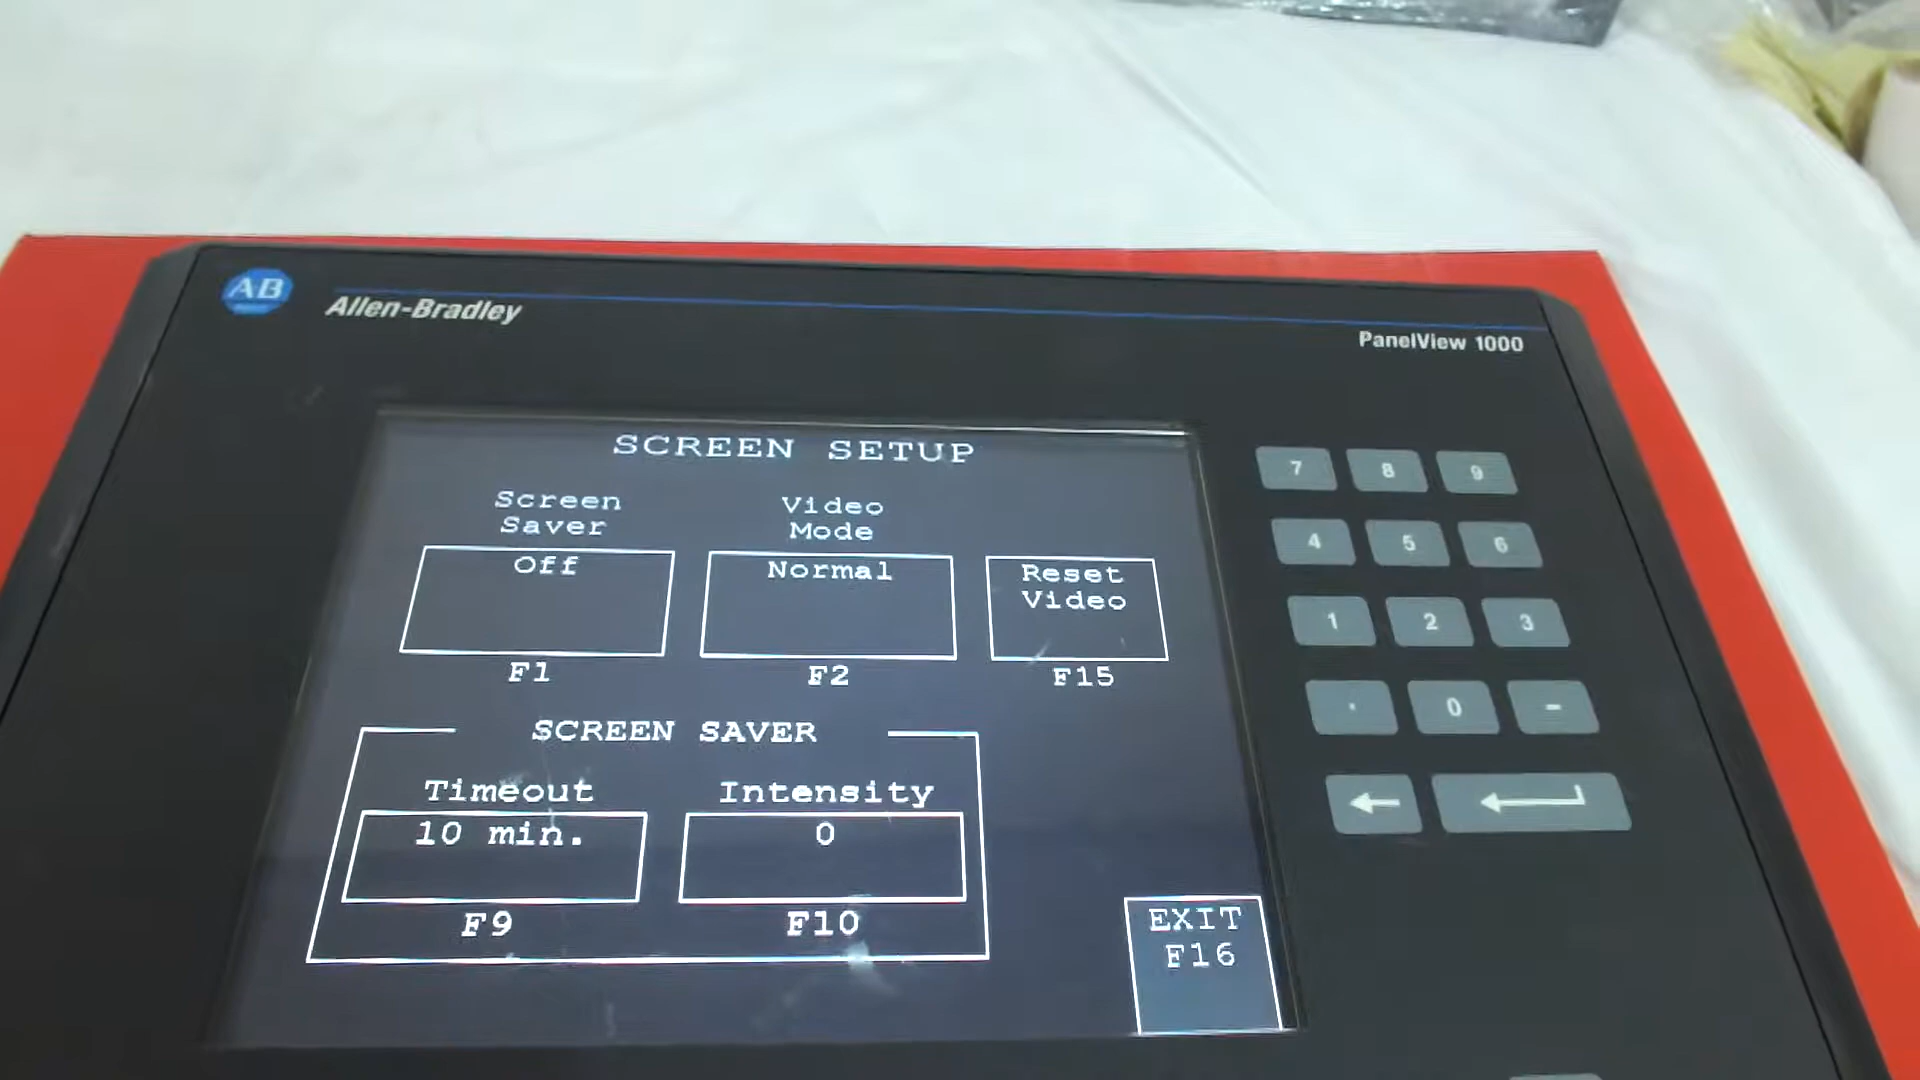 AB
Allen-Bradley
PanelView 1000
SCREEN SETUP
Screen
Saver
Off
F1
Video
Mode
Normal
F2
Reset
Video
F15
SCREEN SAVER
Timeout
10 min.
F9
Intensity
0
F10
EXIT
F16
7 8 9
4 5 6
1 2 3
. 0 -